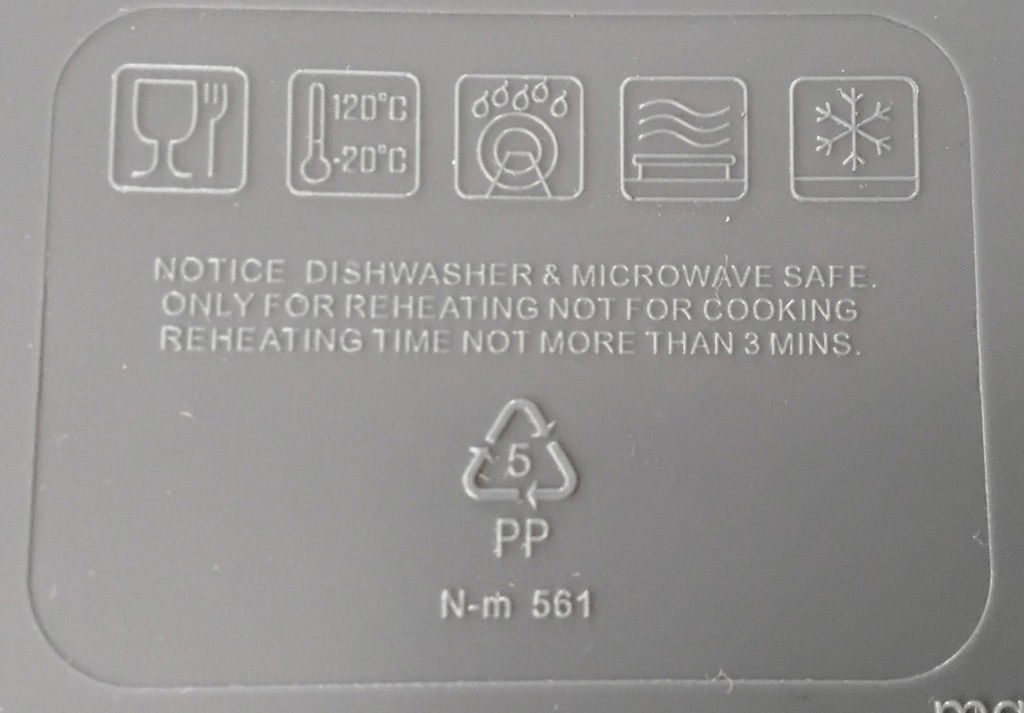 120°C
-20°C
NOTICE DISHWASHER & MICROWAVE SAFE.
ONLY FOR REHEATING NOT FOR COOKING
REHEATING TIME NOT MORE THAN 3 MINS.
5
PP
N-m 561